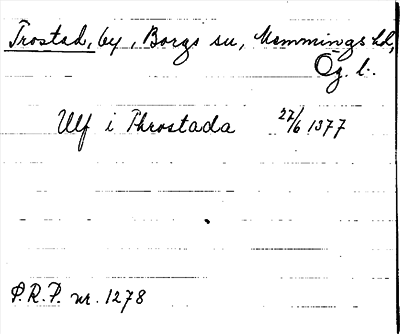 Trostad, by, Borgs sn, Memmings hd,
Ög. l.
Ulf i Throstada 27/6 1377
P.R.P. nr. 1278